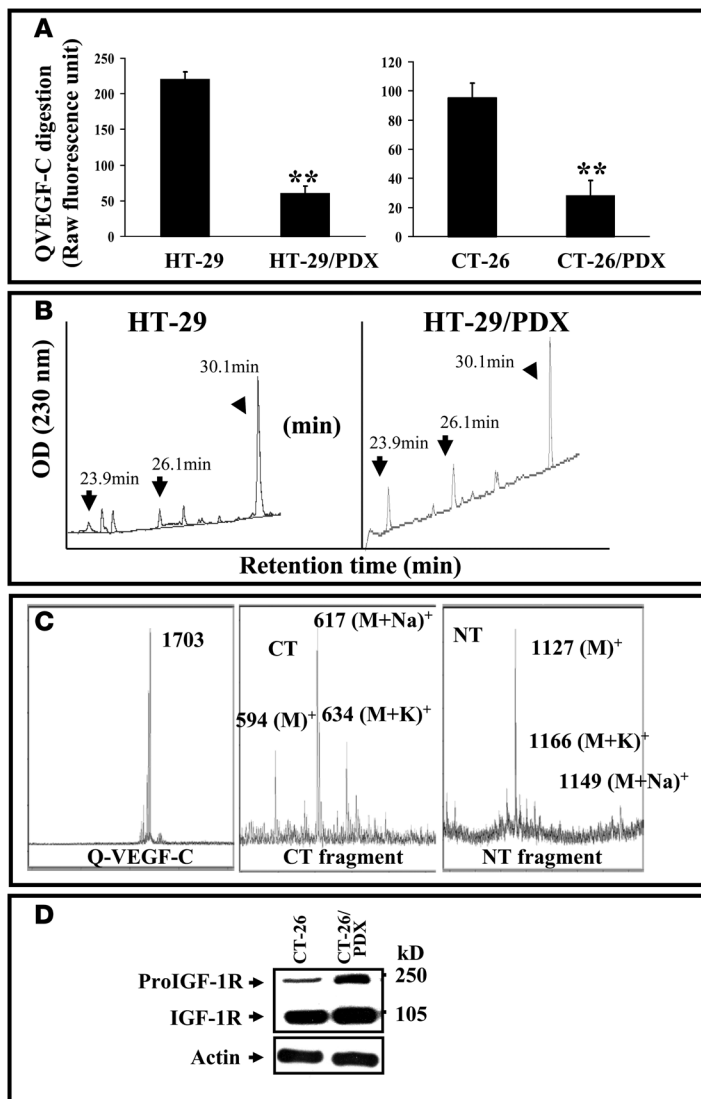 A
QVEGF-C digestion
(Raw fluorescence unit)
250
200
150
100
50
0
**
HT-29
HT-29/PDX
120
100
80
60
40
20
0
**
CT-26
CT-26/PDX
B
HT-29
HT-29/PDX
OD (230 nm)
30.1min
23.9min
26.1min
(min)
30.1min
26.1min
23.9min
Retention time (min)
C
1703
Q-VEGF-C
CT
617 (M+Na)+
594 (M)+
634 (M+K)+
CT fragment
NT
1127 (M)+
1166 (M+K)+
1149 (M+Na)+
NT fragment
D
CT-26
CT-26/
PDX
kD
ProIGF-1R
250
IGF-1R
105
Actin